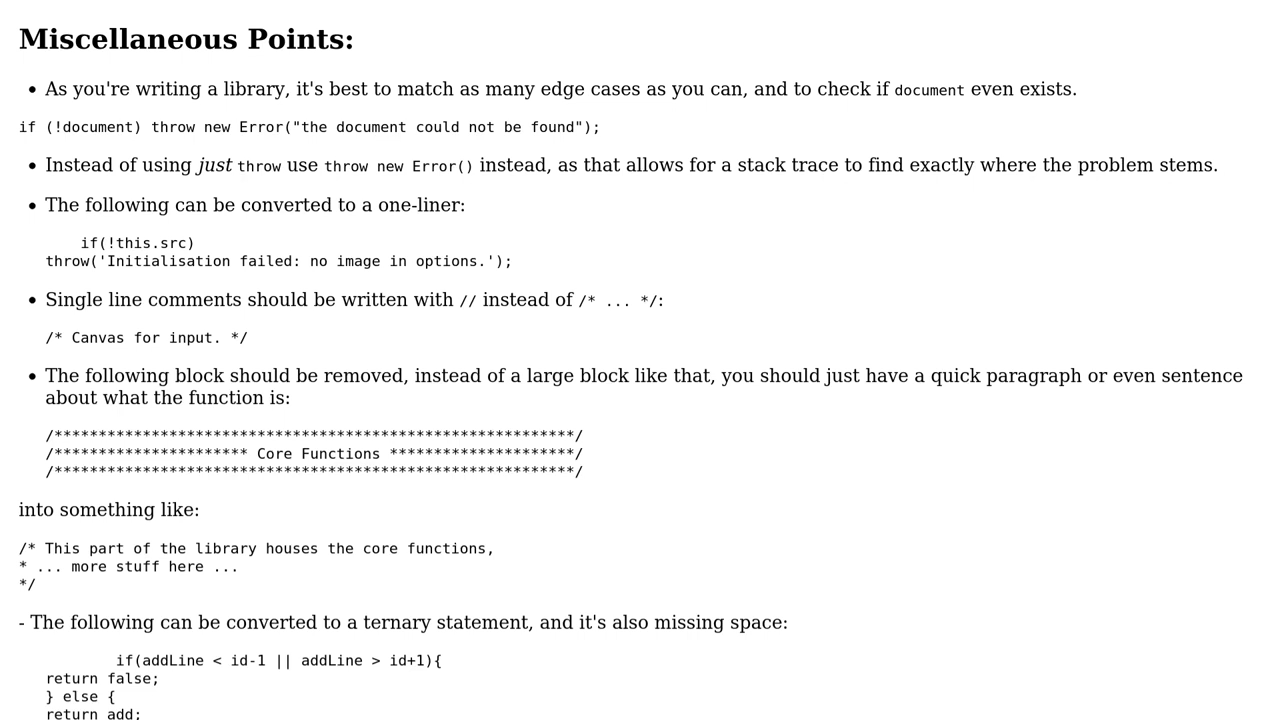 Miscellaneous Points:
• As you're writing a library, it's best to match as many edge cases as you can, and to check if document even exists.
if (!document) throw new Error("the document could not be found");
• Instead of using just throw use throw new Error() instead, as that allows for a stack trace to find exactly where the problem stems.
• The following can be converted to a one-liner:
    if(!this.src)
throw('Initialisation failed: no image in options.');
• Single line comments should be written with // instead of /* ... */:
/* Canvas for input. */
• The following block should be removed, instead of a large block like that, you should just have a quick paragraph or even sentence
about what the function is:
/***********************************************************/
/********************** Core Functions *********************/
/***********************************************************/
into something like:
/* This part of the library houses the core functions,
* ... more stuff here ...
*/
- The following can be converted to a ternary statement, and it's also missing space:
        if(addLine < id-1 || addLine > id+1){
return false;
} else {
return add;